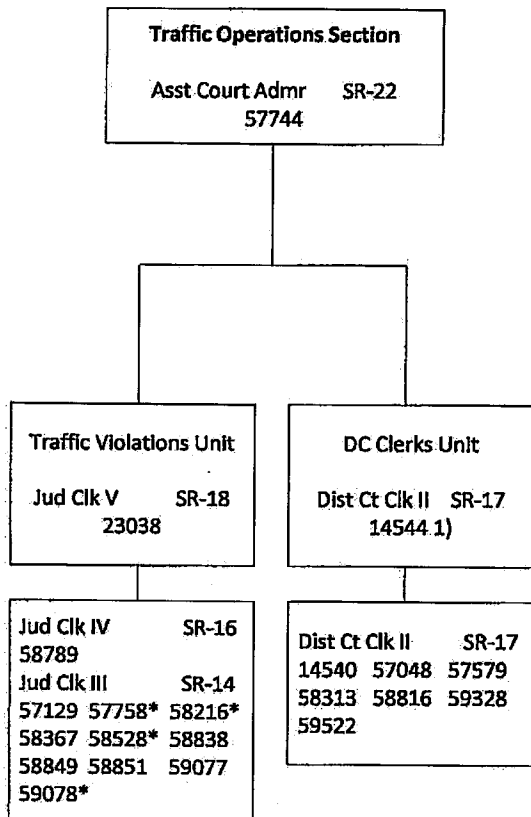 Traffic Operations Section
Asst Court Admr SR-22
57744
Traffic Violations Unit
Jud Clk V SR-18
23038
DC Clerks Unit
Dist Ct Clk II SR-17
14544 1)
Jud Clk IV SR-16
58789
Jud Clk III SR-14
57129 57758* 58216*
58367 58528* 58838
58849 58851 59077
59078*
Dist Ct Clk II SR-17
14540 57048 57579
58313 58816 59328
59522